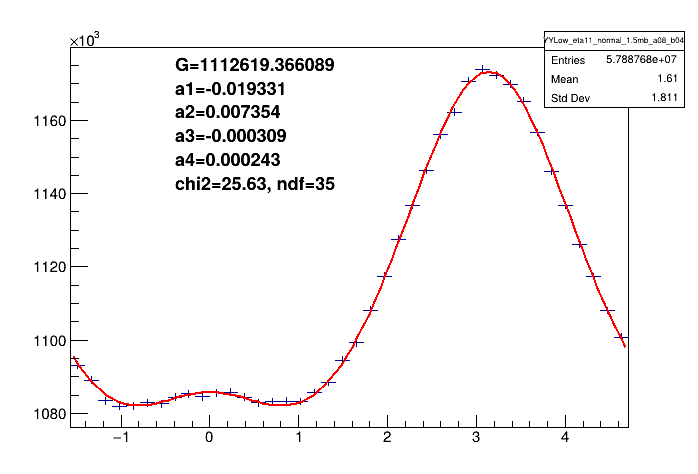 ×10³
YYLow_eta11_normal_1.5mb_a08_b04
Entries 5.788768e+07
Mean 1.61
Std Dev 1.811
G=1112619.366089
a1=-0.019331
a2=0.007354
a3=-0.000309
a4=0.000243
chi2=25.63, ndf=35
1160
1140
1120
1100
1080
−1 0 1 2 3 4